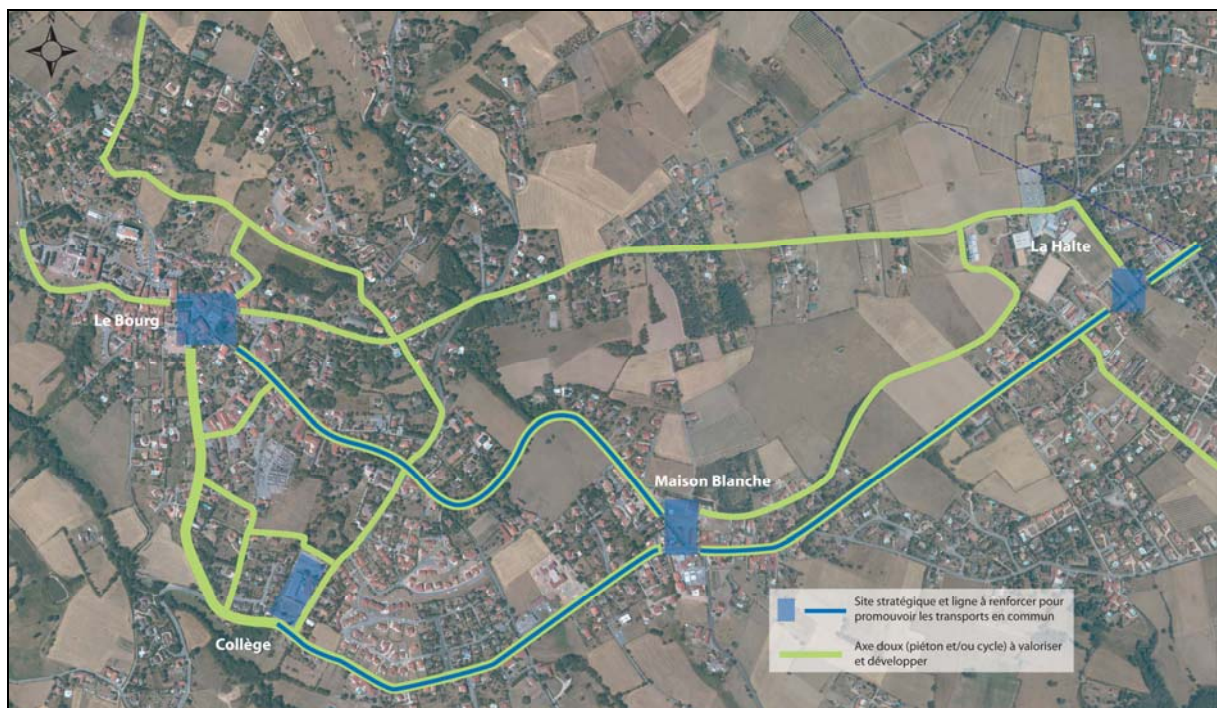 La Halte
Le Bourg
Maison Blanche
Collège
Site stratégique et ligne à renforcer pour
promouvoir les transports en commun
Axe doux (piéton et/ou cycle) à valoriser
et développer